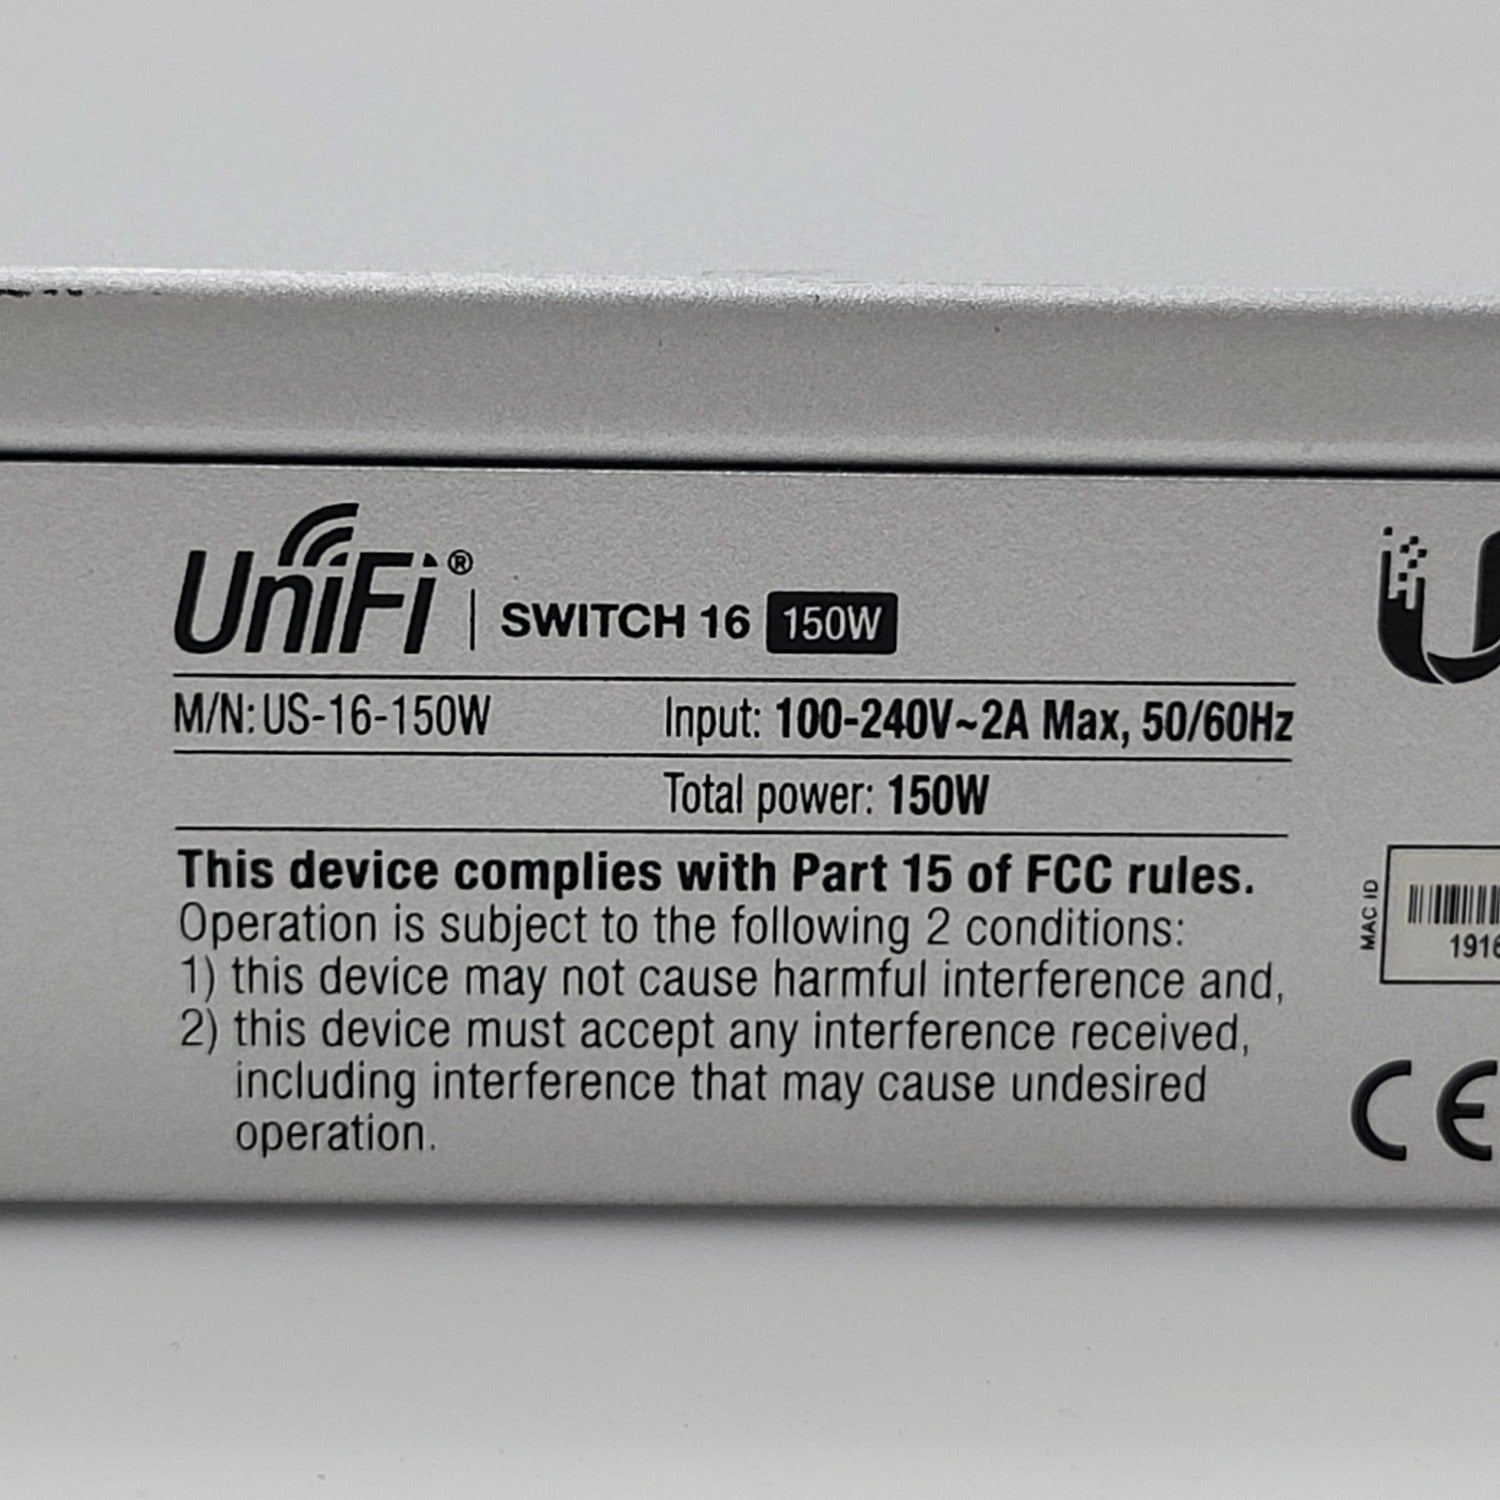 UniFi® | SWITCH 16 150W
M/N: US-16-150W Input: 100-240V~2A Max, 50/60Hz
Total power: 150W
This device complies with Part 15 of FCC rules.
Operation is subject to the following 2 conditions:
1) this device may not cause harmful interference and,
2) this device must accept any interference received,
including interference that may cause undesired
operation.
U
MAC ID
1916
CE